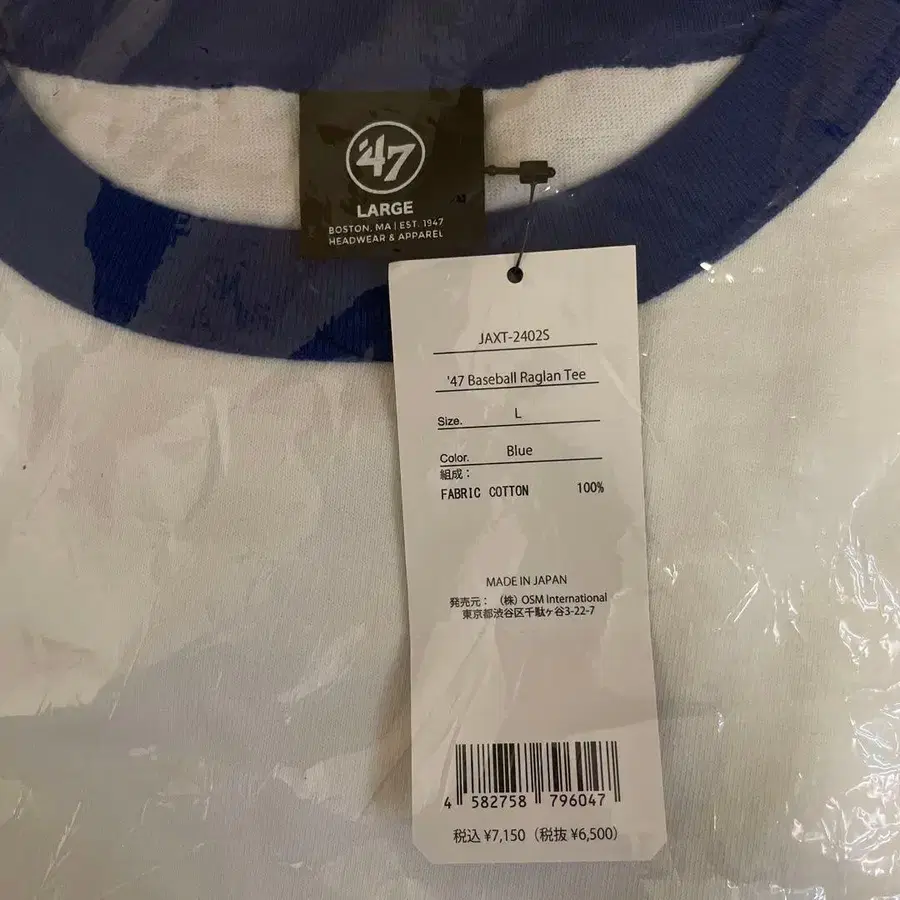 '47
LARGE
BOSTON, MA | EST. 1947
HEADWEAR & APPAREL
JAXT-2402S
'47 Baseball Raglan Tee
Size. L
Color. Blue
組成：
FABRIC COTTON 100%
MADE IN JAPAN
発売元：（株）OSM International
東京都渋谷区千駄ヶ谷3-22-7
4 582758 796047
税込 ¥7,150（税抜 ¥6,500）